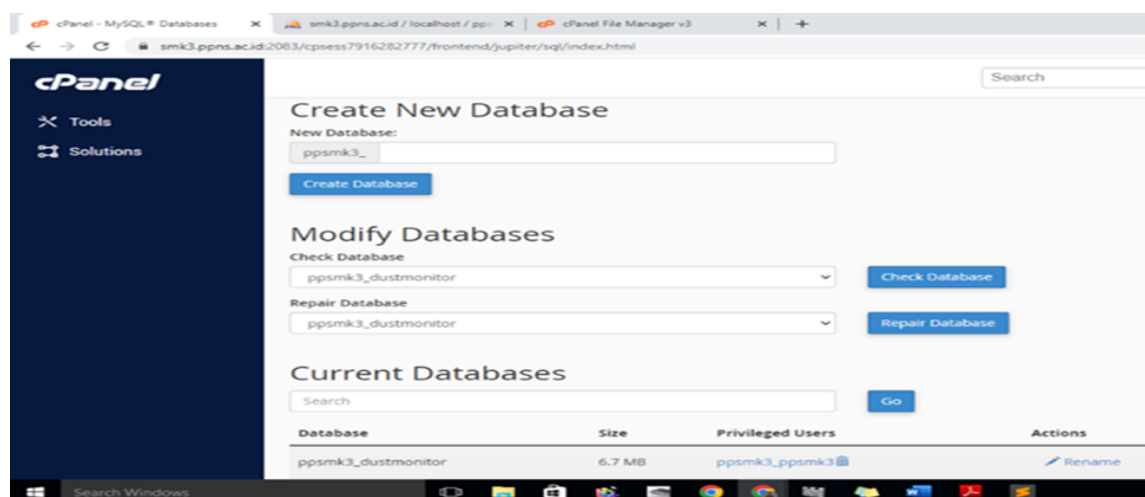 cPanel - MySQL® Databases
smk3.ppns.ac.id / localhost / pps
cPanel File Manager v3
smk3.ppns.ac.id:2083/cpsess7916282777/frontend/jupiter/sql/index.html
cPanel
Search
Tools
Solutions
Create New Database
New Database:
ppsmk3_
Create Database
Modify Databases
Check Database
ppsmk3_dustmonitor
Check Database
Repair Database
ppsmk3_dustmonitor
Repair Database
Current Databases
Search
Go
Database Size Privileged Users Actions
ppsmk3_dustmonitor 6.7 MB ppsmk3_ppsmk3 Rename
Search Windows